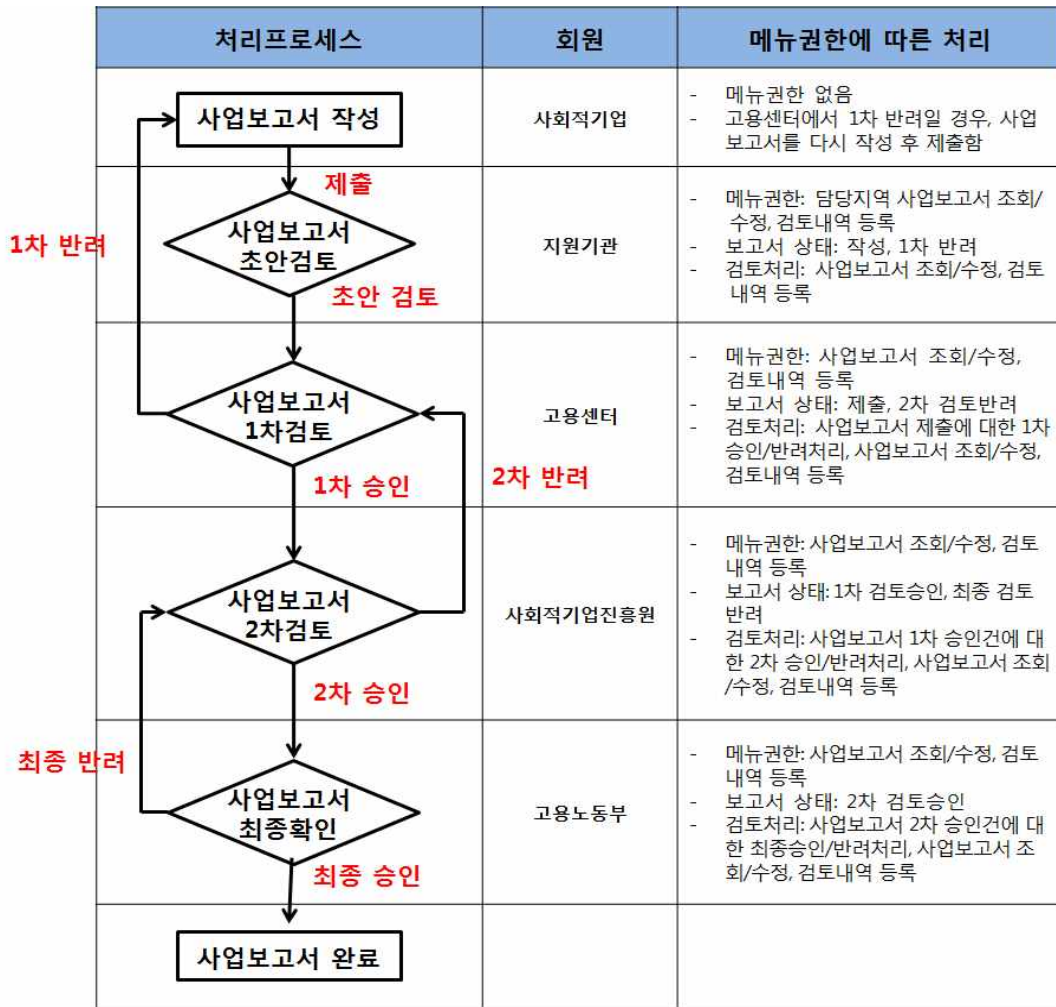 처리프로세스
회원
메뉴권한에 따른 처리
사업보고서 작성
사회적기업
- 메뉴권한 없음
- 고용센터에서 1차 반려일 경우, 사업
보고서를 다시 작성 후 제출함
제출
1차 반려
사업보고서
초안검토
초안 검토
지원기관
- 메뉴권한: 담당지역 사업보고서 조회/
수정, 검토내역 등록
- 보고서 상태: 작성, 1차 반려
- 검토처리: 사업보고서 조회/수정, 검토
내역 등록
사업보고서
1차검토
1차 승인
2차 반려
고용센터
- 메뉴권한: 사업보고서 조회/수정,
검토내역 등록
- 보고서 상태: 제출, 2차 검토반려
- 검토처리: 사업보고서 제출에 대한 1차
승인/반려처리, 사업보고서 조회/수정,
검토내역 등록
사업보고서
2차검토
2차 승인
사회적기업진흥원
- 메뉴권한: 사업보고서 조회/수정, 검토
내역 등록
- 보고서 상태: 1차 검토승인, 최종 검토
반려
- 검토처리: 사업보고서 1차 승인건에 대
한 2차 승인/반려처리, 사업보고서 조회
/수정, 검토내역 등록
최종 반려
사업보고서
최종확인
최종 승인
고용노동부
- 메뉴권한: 사업보고서 조회/수정, 검토
내역 등록
- 보고서 상태: 2차 검토승인
- 검토처리: 사업보고서 2차 승인건에 대
한 최종승인/반려처리, 사업보고서 조
회/수정, 검토내역 등록
사업보고서 완료